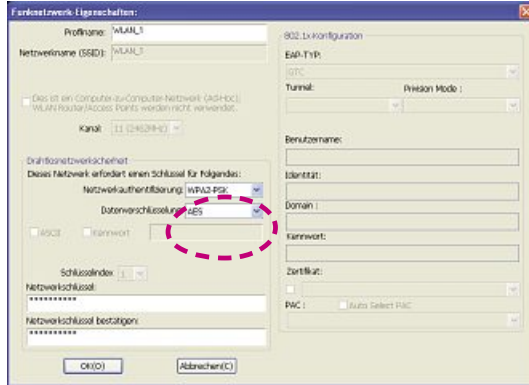 Funknetzwerk-Eigenschaften:
Profilname: WLAN_1
Netzwerkname (SSID): WLAN_1
Dies ist ein Computer-zu-Computer-Netzwerk (Ad-Hoc);
WLAN Router/Access Points werden nicht verwendet.
Kanal: 11 (2462MHz)
Drahtlosnetzwerksicherheit
Dieses Netzwerk erfordert einen Schlüssel für Folgendes:
Netzwerkauthentifizierung: WPA2-PSK
Datenverschlüsselung: AES
ASCII Kennwort
Schlüsselindex 1
Netzwerkschlüssel:
**********
Netzwerkschlüssel bestätigen:
**********
OK(O) Abbrechen(C)
802.1x-Konfiguration
EAP-TYP:
GTC
Tunnel: Provision Mode :
Benutzername:
Identität:
Domain :
Kennwort:
Zertifikat:
PAC : Auto Select PAC